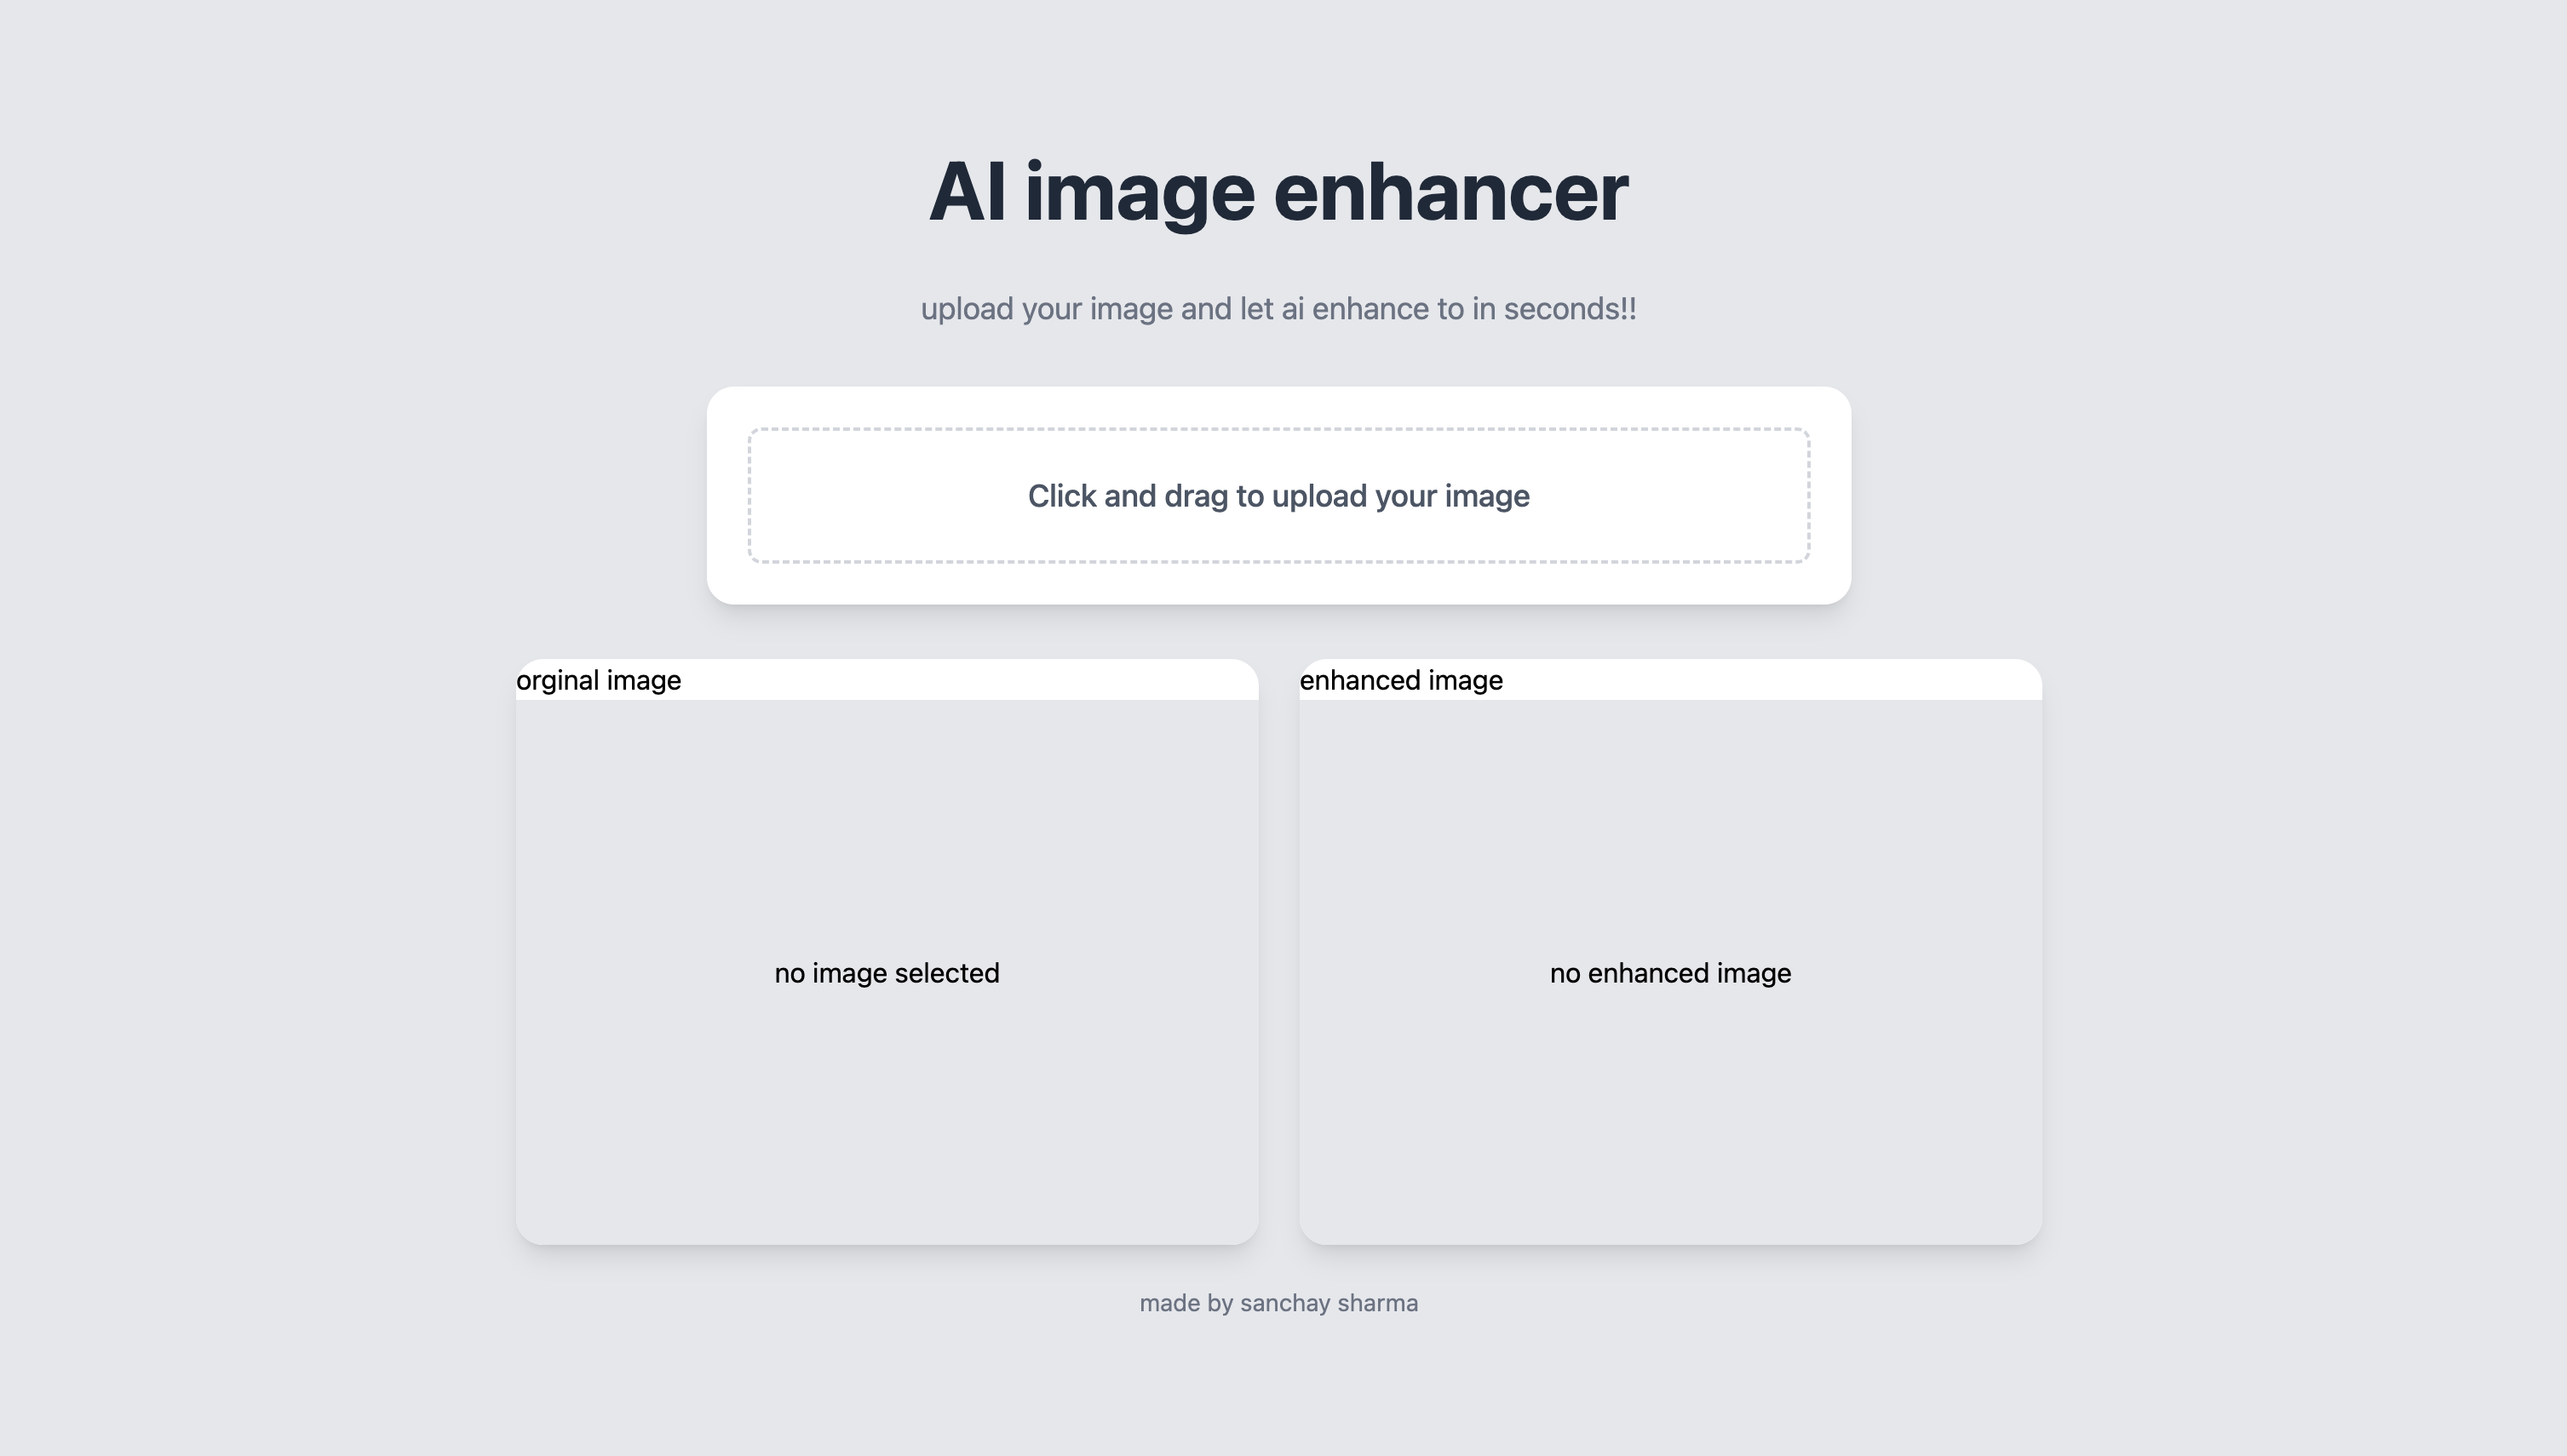 AI image enhancer
upload your image and let ai enhance to in seconds!!
Click and drag to upload your image
orginal image
enhanced image
no image selected
no enhanced image
made by sanchay sharma